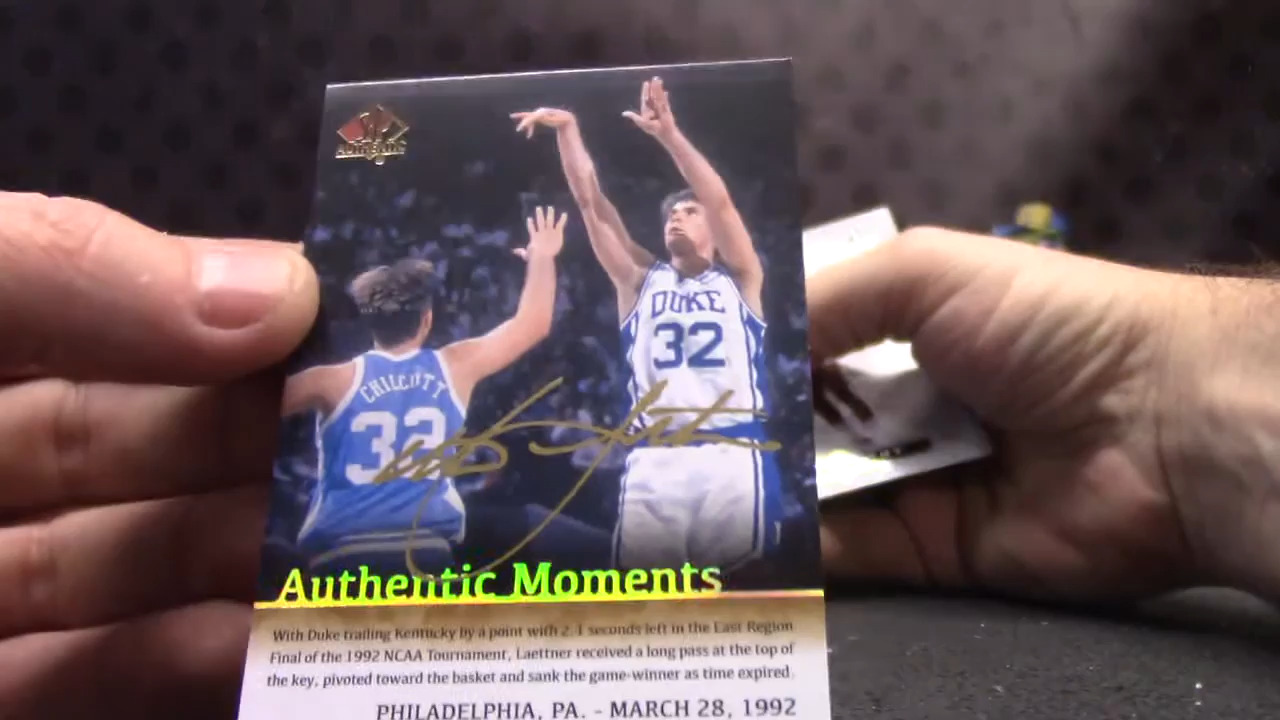 SP
AUTHENTIC
DUKE
32
CHILCUTT
32
Authentic Moments
With Duke trailing Kentucky by a point with 2.1 seconds left in the East Region
Final of the 1992 NCAA Tournament, Laettner received a long pass at the top of
the key, pivoted toward the basket and sank the game-winner as time expired.
PHILADELPHIA, PA. - MARCH 28, 1992